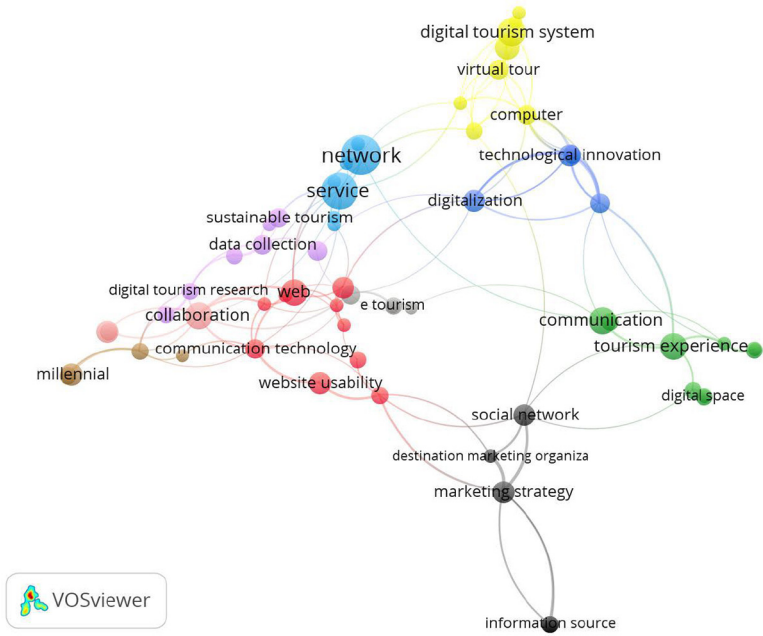 digital tourism system
virtual tour
computer
network
technological innovation
service
digitalization
sustainable tourism
data collection
digital tourism research
web
e tourism
collaboration
communication
communication technology
tourism experience
millennial
website usability
digital space
social network
destination marketing organiza
marketing strategy
VOSviewer
information source